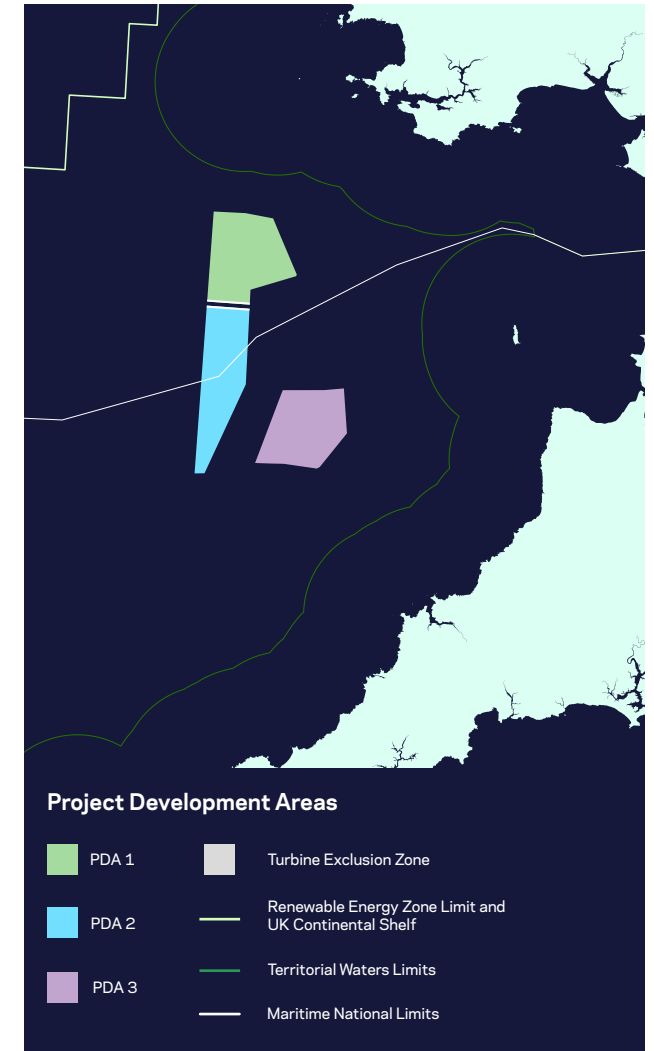 Project Development Areas
PDA 1
Turbine Exclusion Zone
PDA 2
Renewable Energy Zone Limit and
UK Continental Shelf
PDA 3
Territorial Waters Limits
Maritime National Limits